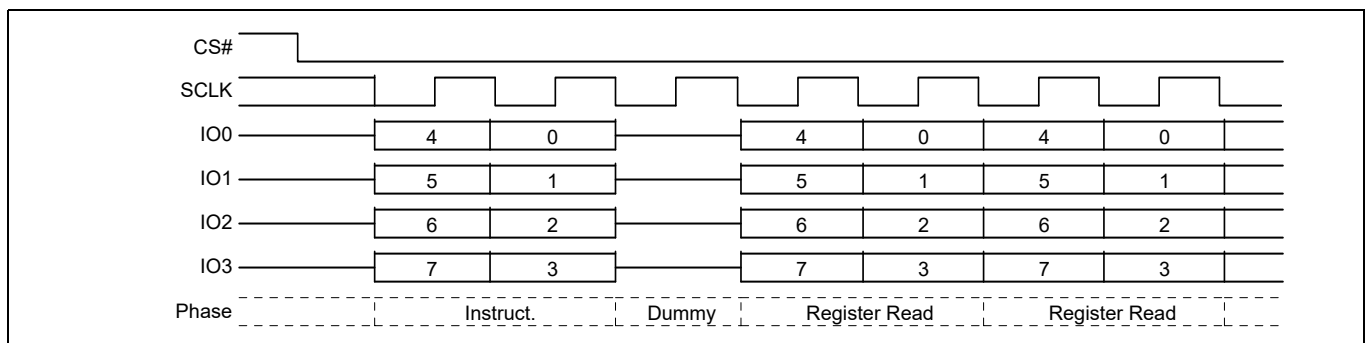 CS#
SCLK
IO0 4 0 4 0 4 0
IO1 5 1 5 1 5 1
IO2 6 2 6 2 6 2
IO3 7 3 7 3 7 3
Phase Instruct. Dummy Register Read Register Read